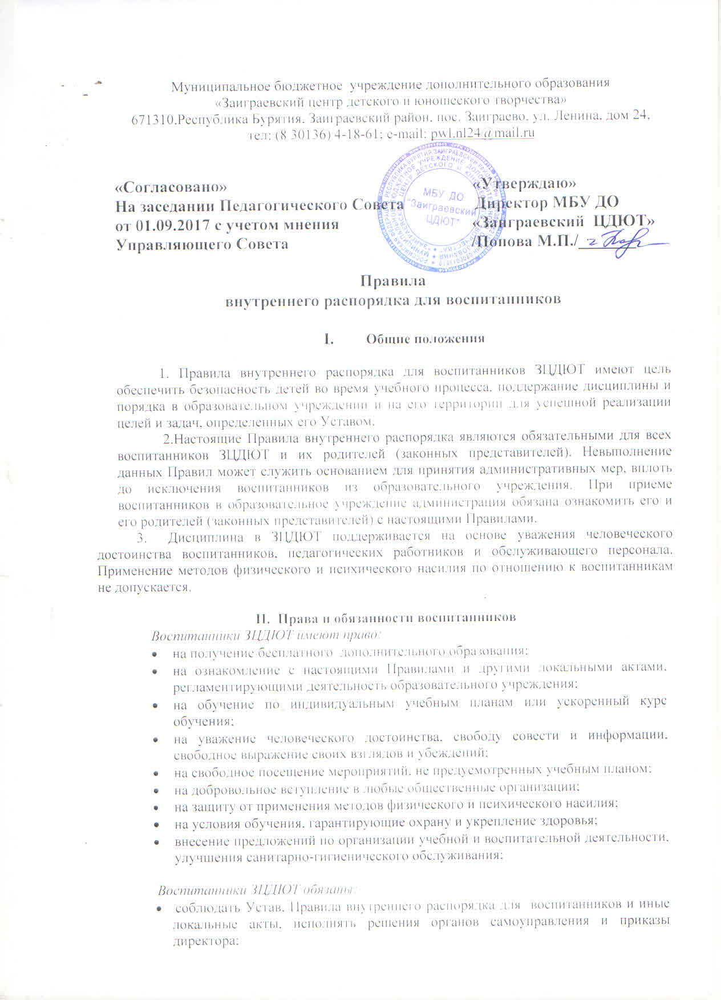 Муниципальное бюджетное учреждение дополнительного образования
«Заиграевский центр детского и юношеского творчества»
671310,Республика Бурятия, Заиграевский район, пос. Заиграево, ул. Ленина, дом 24,
тел: (8 30136) 4-18-61; e-mail: pwl.nl24@mail.ru
«Согласовано»
На заседании Педагогического Совета
от 01.09.2017 с учетом мнения
Управляющего Совета
МБУ ДО
"Заиграевский
ЦДЮТ"
«Утверждаю»
Директор МБУ ДО
«Заиграевский ЦДЮТ»
/Попова М.П./
Правила
внутреннего распорядка для воспитанников
I. Общие положения
1. Правила внутреннего распорядка для воспитанников ЗЦДЮТ имеют цель
обеспечить безопасность детей во время учебного процесса, поддержание дисциплины и
порядка в образовательном учреждении и на его территории для успешной реализации
целей и задач, определенных его Уставом.
2.Настоящие Правила внутреннего распорядка являются обязательными для всех
воспитанников ЗЦДЮТ и их родителей (законных представителей). Невыполнение
данных Правил может служить основанием для принятия административных мер, вплоть
до исключения воспитанников из образовательного учреждения. При приеме
воспитанников в образовательное учреждение администрация обязана ознакомить его и
его родителей (законных представителей) с настоящими Правилами.
3. Дисциплина в ЗЦДЮТ поддерживается на основе уважения человеческого
достоинства воспитанников, педагогических работников и обслуживающего персонала.
Применение методов физического и психического насилия по отношению к воспитанникам
не допускается.
II. Права и обязанности воспитанников
Воспитанники ЗЦДЮТ имеют право:
• на получение бесплатного дополнительного образования;
• на ознакомление с настоящими Правилами и другими локальными актами,
регламентирующими деятельность образовательного учреждения;
• на обучение по индивидуальным учебным планам или ускоренный курс
обучения;
• на уважение человеческого достоинства, свободу совести и информации,
свободное выражение своих взглядов и убеждений;
• на свободное посещение мероприятий, не предусмотренных учебным планом;
• на добровольное вступление в любые общественные организации;
• на защиту от применения методов физического и психического насилия;
• на условия обучения, гарантирующие охрану и укрепление здоровья;
• внесение предложений по организации учебной и воспитательной деятельности,
улучшения санитарно-гигиенического обслуживания;
Воспитанники ЗЦДЮТ обязаны:
• соблюдать Устав, Правила внутреннего распорядка для воспитанников и иные
локальные акты, исполнять решения органов самоуправления и приказы
директора;